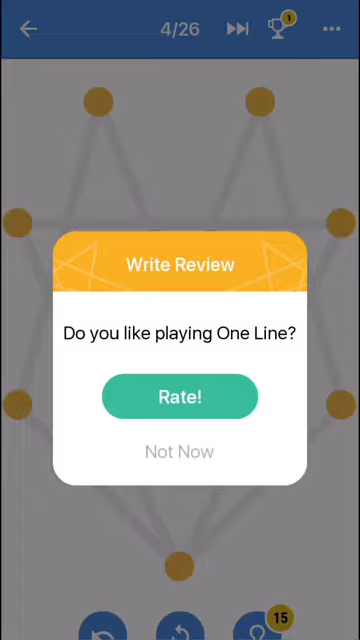 4/26
1
Write Review
Do you like playing One Line?
Rate!
Not Now
15